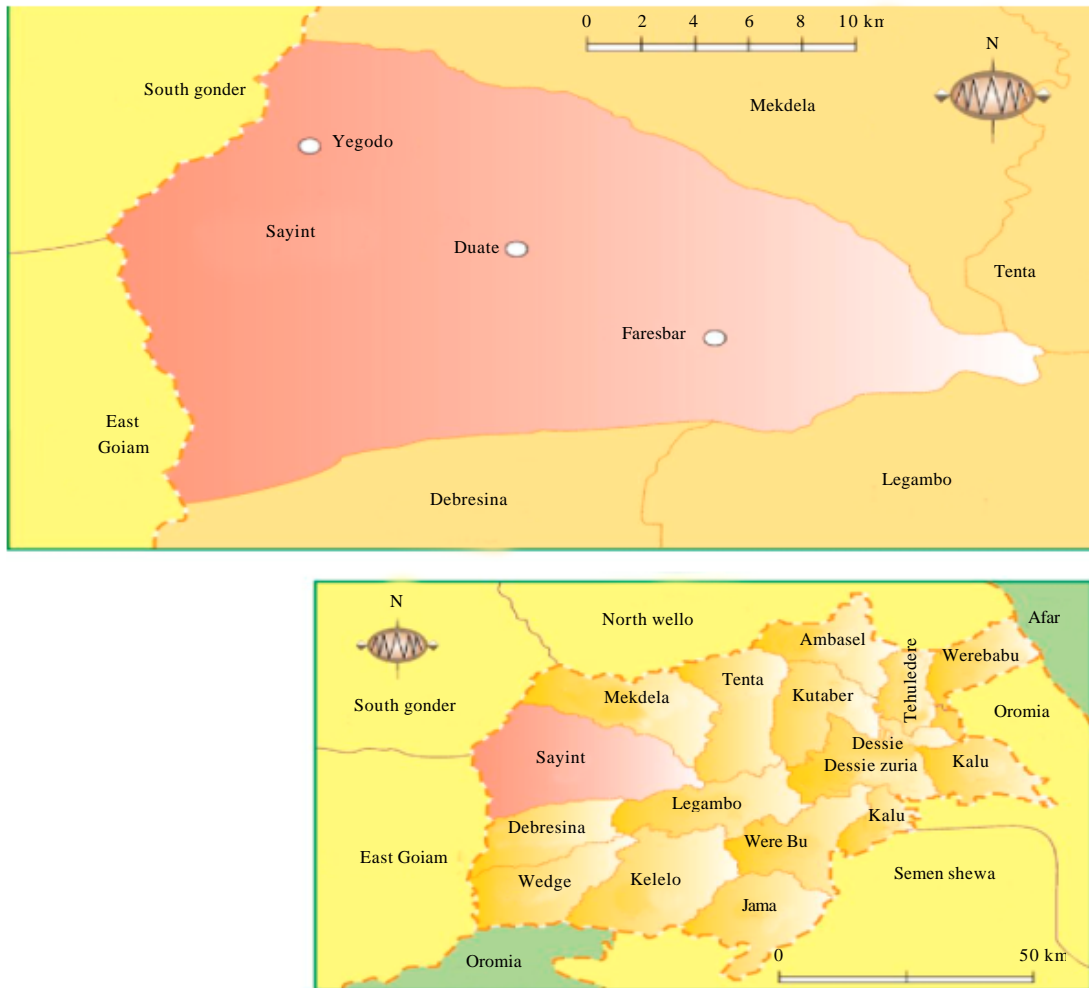 0 2 4 6 8 10 km
N
South gonder
Mekdela
Yegodo
Sayint
Duate
Tenta
Faresbar
East
Goiam
Legambo
Debresina
N
North wello
Afar
Ambasel
Werebabu
Tehuledere
Tenta
Kutaber
Mekdela
South gonder
Oromia
Dessie
Sayint
Dessie zuria
Kalu
Legambo
Kalu
Debresina
Were Bu
East Goiam
Semen shewa
Wedge
Kelelo
Jama
Oromia
0 50 km